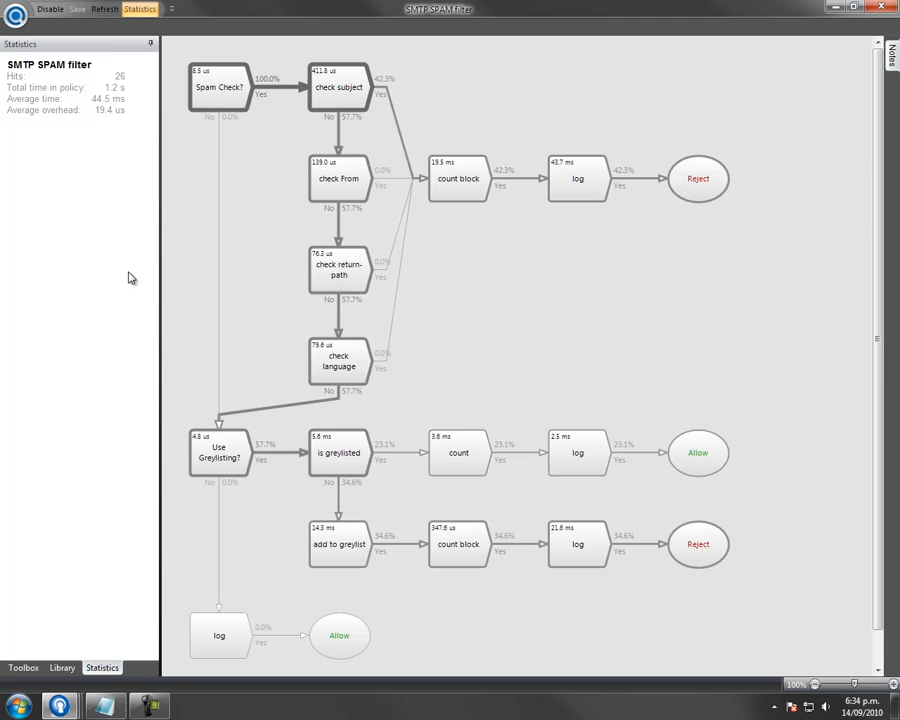 Disable Save Refresh Statistics
SMTP SPAM filter
Statistics
Notes
SMTP SPAM filter
Hits: 26
Total time in policy: 1.2 s
Average time: 44.5 ms
Average overhead: 19.4 us
8.5 us
Spam Check?
100.0%
Yes
No 0.0%
411.8 us
check subject
42.3%
Yes
No 57.7%
139.0 us
check From
0.0%
Yes
No 57.7%
19.5 ms
count block
42.3%
Yes
43.7 ms
log
42.3%
Yes
Reject
76.3 us
check return-
path
0.0%
Yes
No 57.7%
79.6 us
check
language
0.0%
Yes
No 57.7%
4.8 us
Use
Greylisting?
57.7%
Yes
No 0.0%
5.6 ms
is greylisted
23.1%
Yes
No 34.6%
3.6 ms
count
23.1%
Yes
2.5 ms
log
23.1%
Yes
Allow
14.3 ms
add to greylist
34.6%
Yes
347.6 us
count block
34.6%
Yes
21.6 ms
log
34.6%
Yes
Reject
log
0.0%
Yes
Allow
Toolbox Library Statistics
100%
6:34 p.m.
14/09/2010